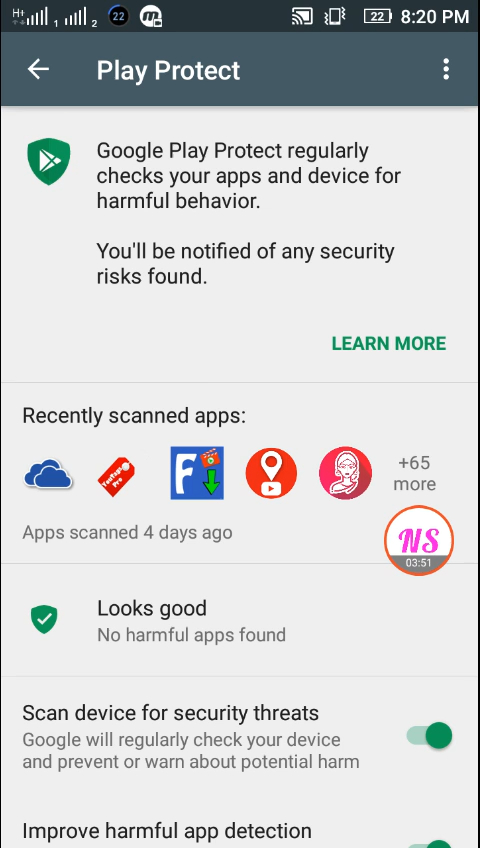 H+ 1 2 22 22 8:20 PM
Play Protect
Google Play Protect regularly
checks your apps and device for
harmful behavior.
You'll be notified of any security
risks found.
LEARN MORE
Recently scanned apps:
F
+65
more
Apps scanned 4 days ago
NS
03:51
Looks good
No harmful apps found
Scan device for security threats
Google will regularly check your device
and prevent or warn about potential harm
Improve harmful app detection